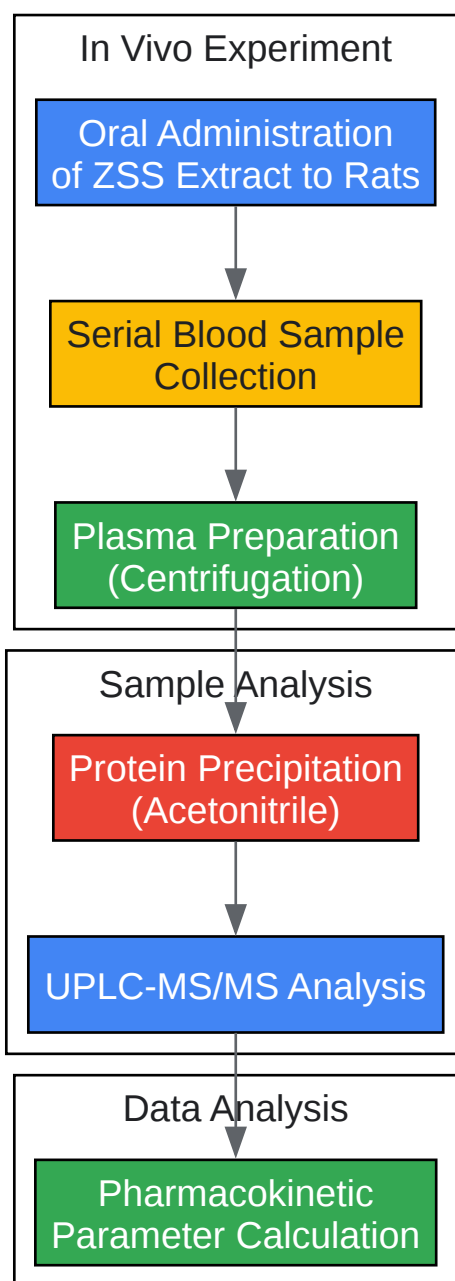 In Vivo Experiment
Oral Administration
of ZSS Extract to Rats
Serial Blood Sample
Collection
Plasma Preparation
(Centrifugation)
Sample Analysis
Protein Precipitation
(Acetonitrile)
UPLC-MS/MS Analysis
Data Analysis
Pharmacokinetic
Parameter Calculation